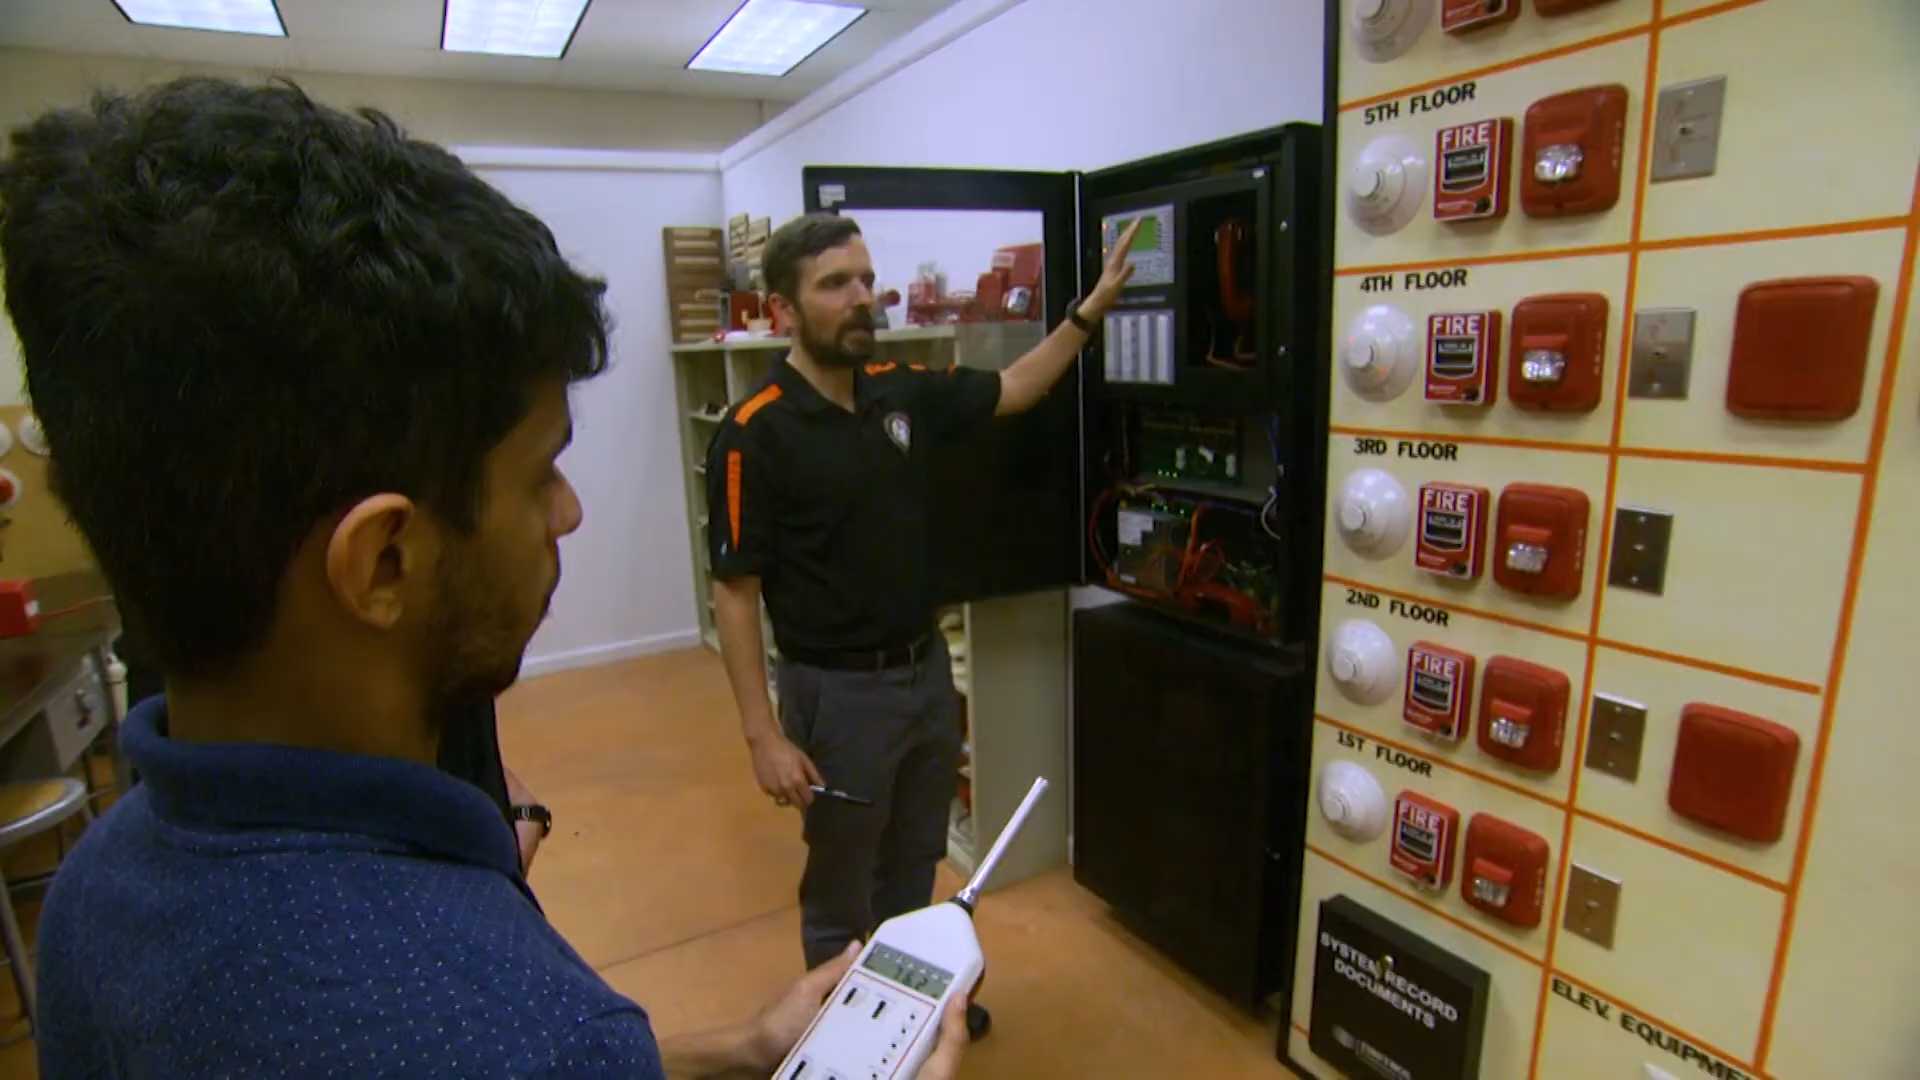 5TH FLOOR
FIRE
4TH FLOOR
FIRE
3RD FLOOR
FIRE
2ND FLOOR
FIRE
1ST FLOOR
FIRE
SYSTEM RECORD
DOCUMENTS
ELEV. EQUIPME